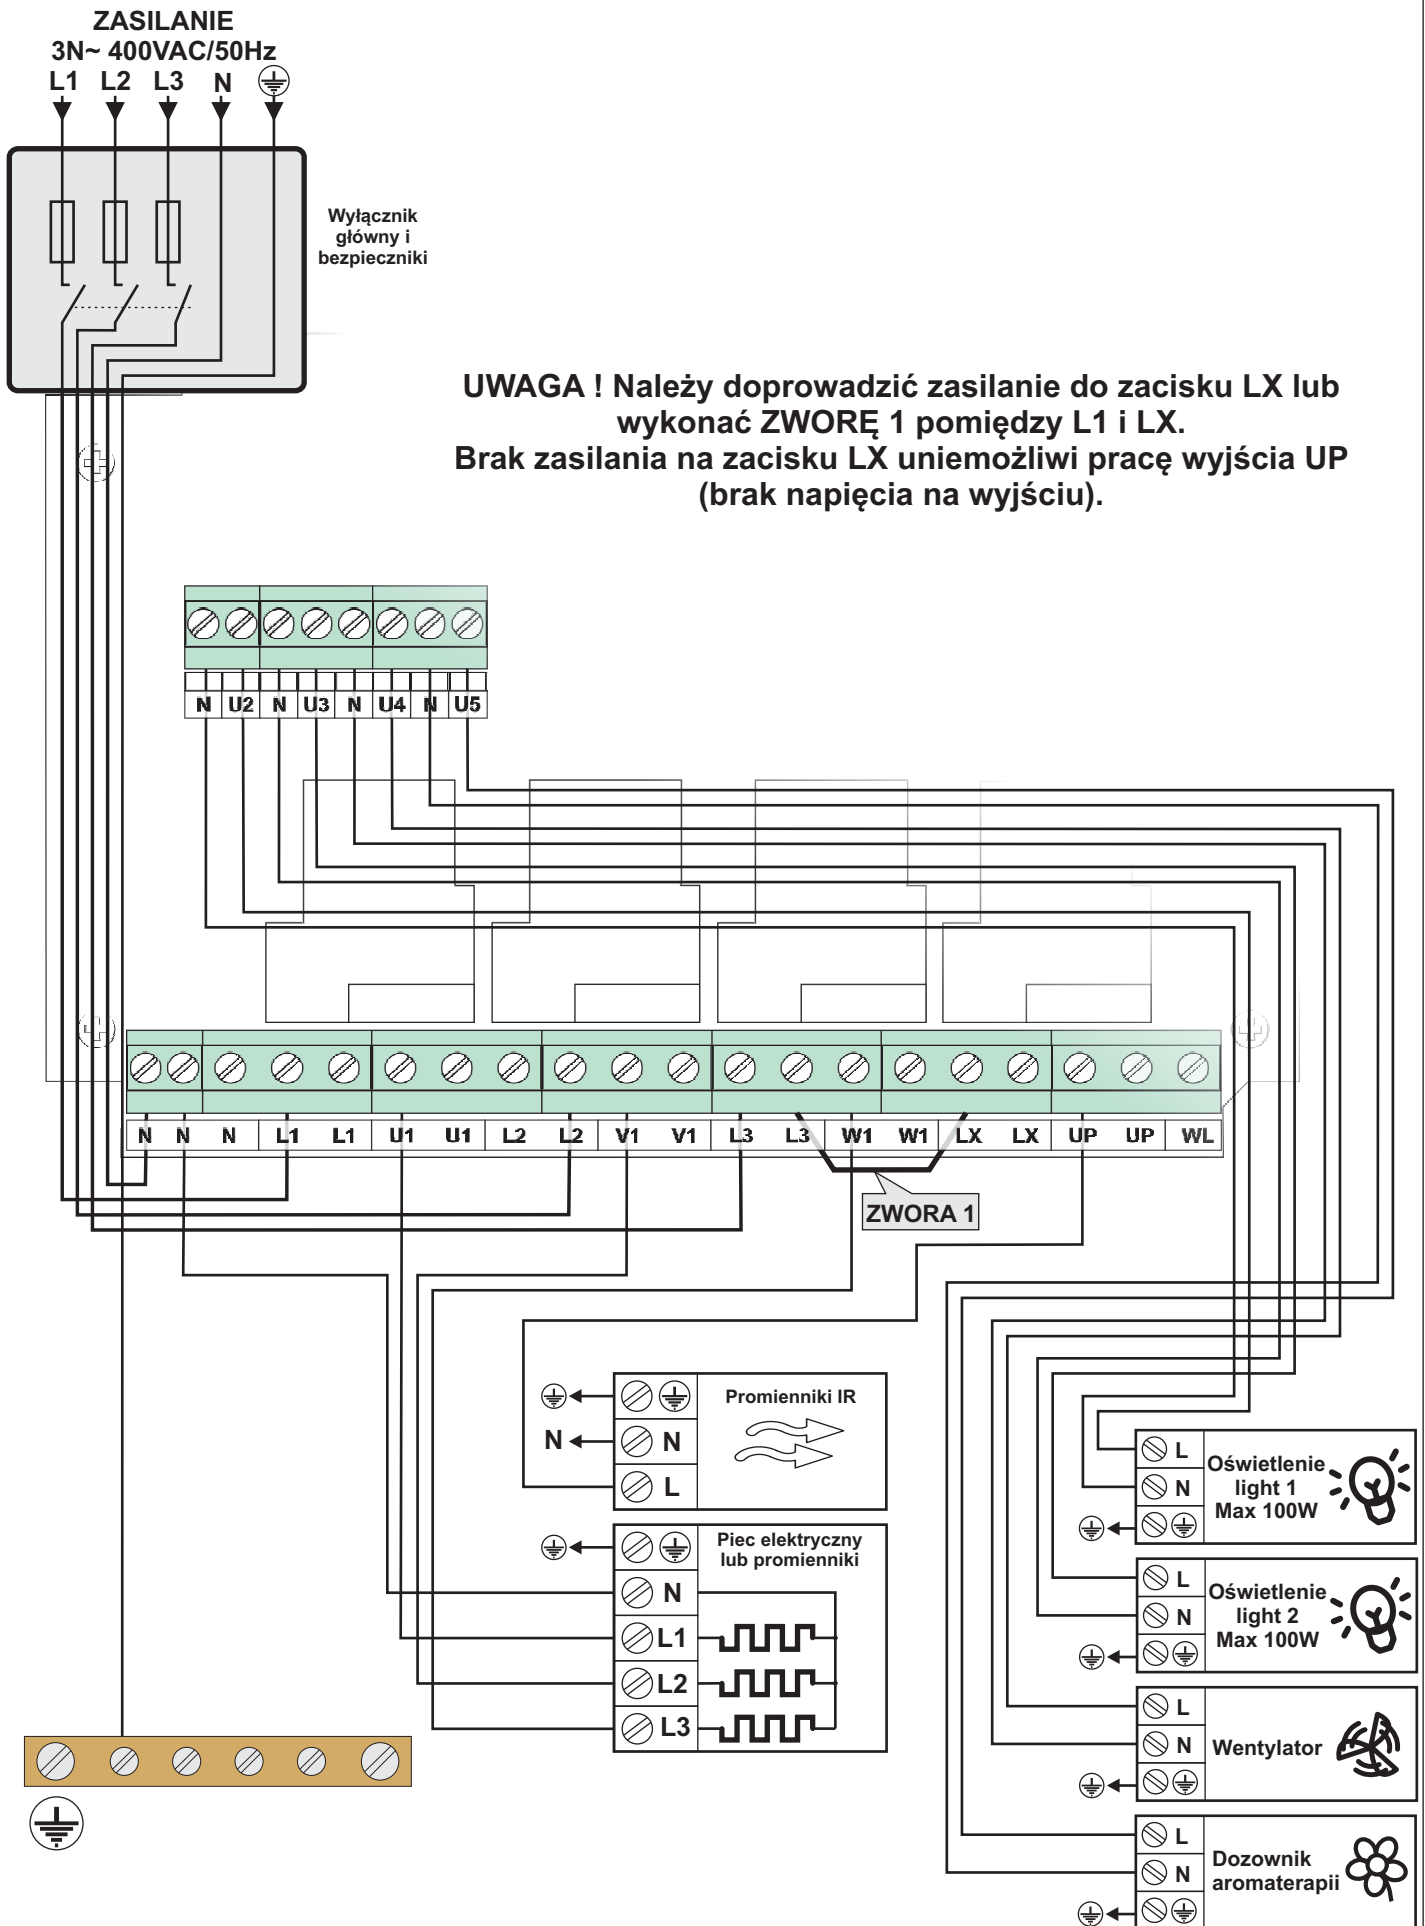 ZASILANIE
3N~ 400VAC/50Hz
L1 L2 L3 N
Wyłącznik
główny i
bezpieczniki
UWAGA ! Należy doprowadzić zasilanie do zacisku LX lub
wykonać ZWORĘ 1 pomiędzy L1 i LX.
Brak zasilania na zacisku LX uniemożliwi pracę wyjścia UP
(brak napięcia na wyjściu).
N U2 N U3 N U4 N U5
N N N L1 L1 U1 U1 L2 L2 V1 V1 L3 L3 W1 W1 LX LX UP UP WL
ZWORA 1
Promienniki IR
N N
L
Piec elektryczny
lub promienniki
N
L1
L2
L3
L
N
Oświetlenie
light 1
Max 100W
L
N
Oświetlenie
light 2
Max 100W
L
N
Wentylator
L
N
Dozownik
aromaterapii